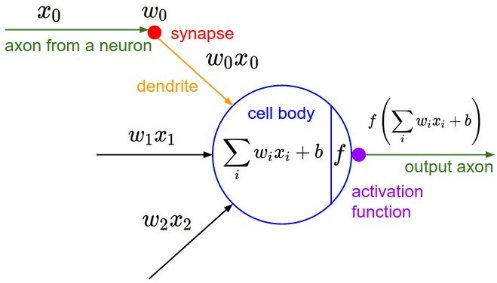 x₀
w₀
axon from a neuron
synapse
w₀x₀
dendrite
cell body
f(∑ᵢ wᵢxᵢ + b)
w₁x₁
∑ᵢ wᵢxᵢ + b
f
output axon
activation
function
w₂x₂